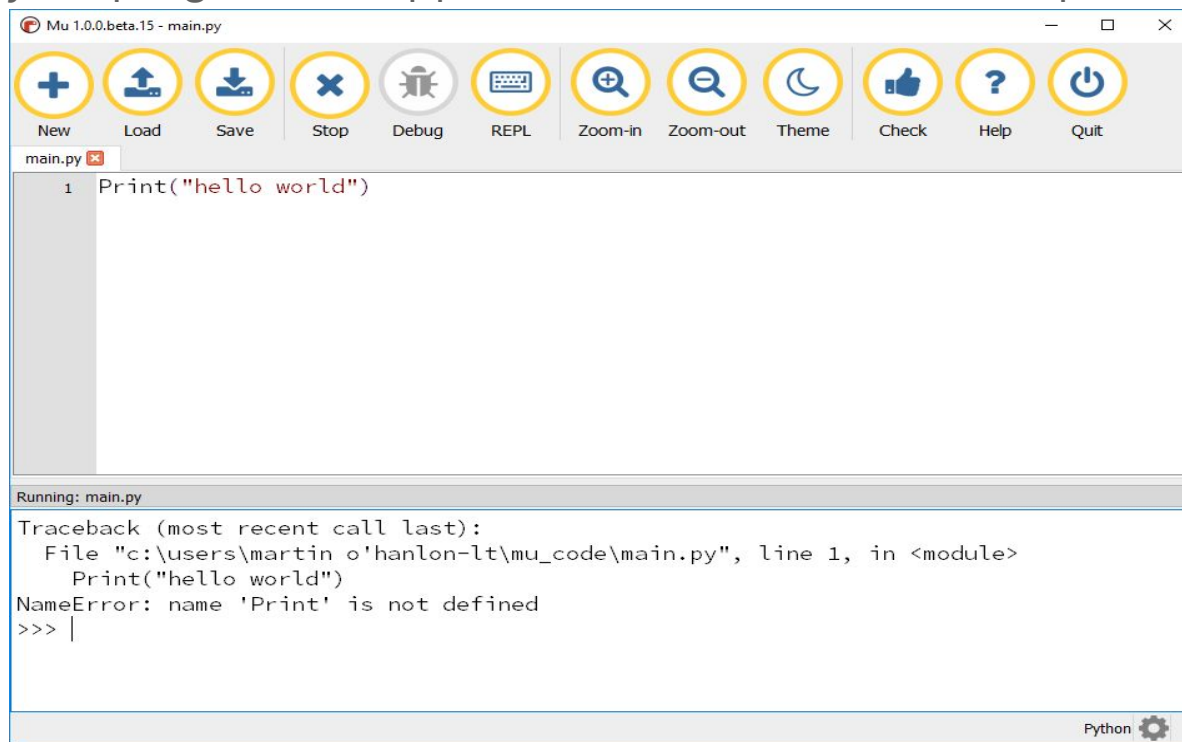 Mu 1.0.0.beta.15 - main.py
New Load Save Stop Debug REPL Zoom-in Zoom-out Theme Check Help Quit
main.py
1 Print("hello world")
Running: main.py
Traceback (most recent call last):
File "c:\users\martin o'hanlon-lt\mu_code\main.py", line 1, in <module>
Print("hello world")
NameError: name 'Print' is not defined
>>>
Python